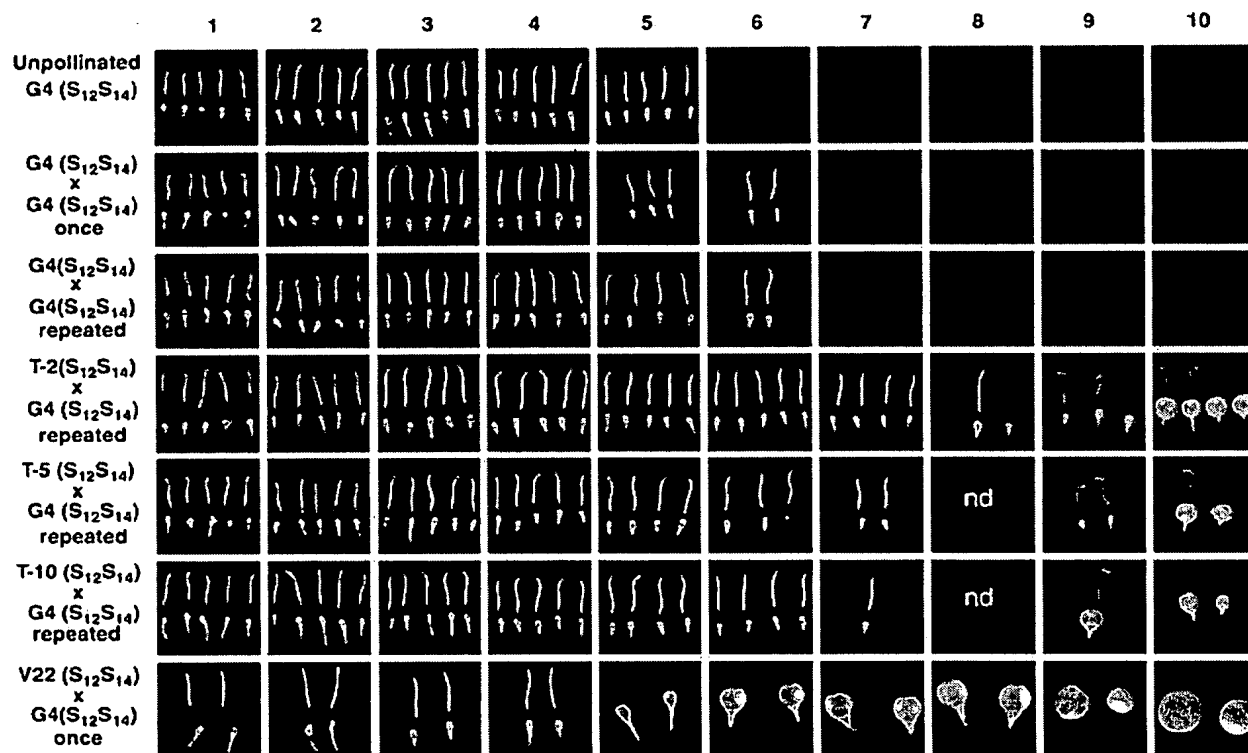 1 2 3 4 5 6 7 8 9 10
Unpollinated
G4 (S₁₂S₁₄)
G4 (S₁₂S₁₄)
x
G4 (S₁₂S₁₄)
once
G4(S₁₂S₁₄)
x
G4(S₁₂S₁₄)
repeated
T-2(S₁₂S₁₄)
x
G4 (S₁₂S₁₄)
repeated
T-5 (S₁₂S₁₄)
x
G4 (S₁₂S₁₄)
repeated
nd
T-10 (S₁₂S₁₄)
x
G4 (S₁₂S₁₄)
repeated
nd
V22 (S₁₂S₁₄)
x
G4(S₁₂S₁₄)
once